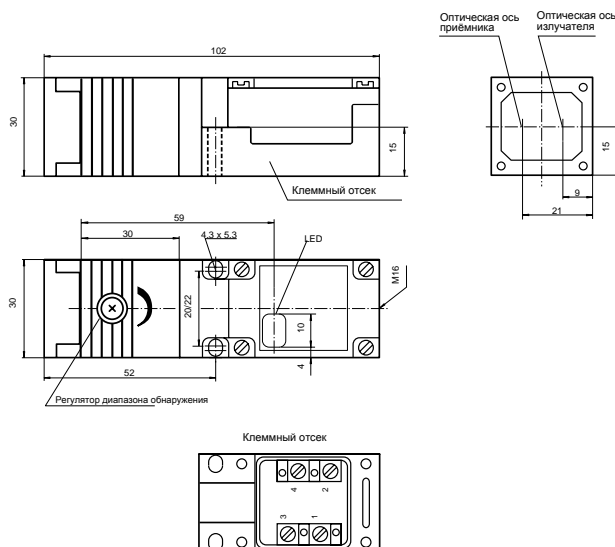 Оптическая ось
приёмника
Оптическая ось
излучателя
102
30
15
Клеммный отсек
15
9
21
59
30
4,3 x 5,3
LED
M16
30
20/22
10
4
52
Регулятор диапазона обнаружения
Клеммный отсек
4
2
3
1